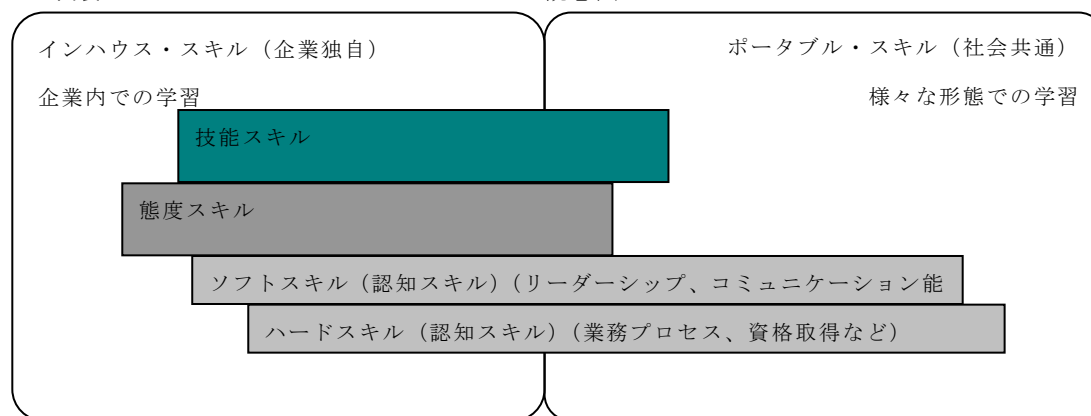 インハウス・スキル（企業独自）
ポータブル・スキル（社会共通）
企業内での学習
様々な形態での学習
技能スキル
態度スキル
ソフトスキル（認知スキル）（リーダーシップ、コミュニケーション能
ハードスキル（認知スキル）（業務プロセス、資格取得など）